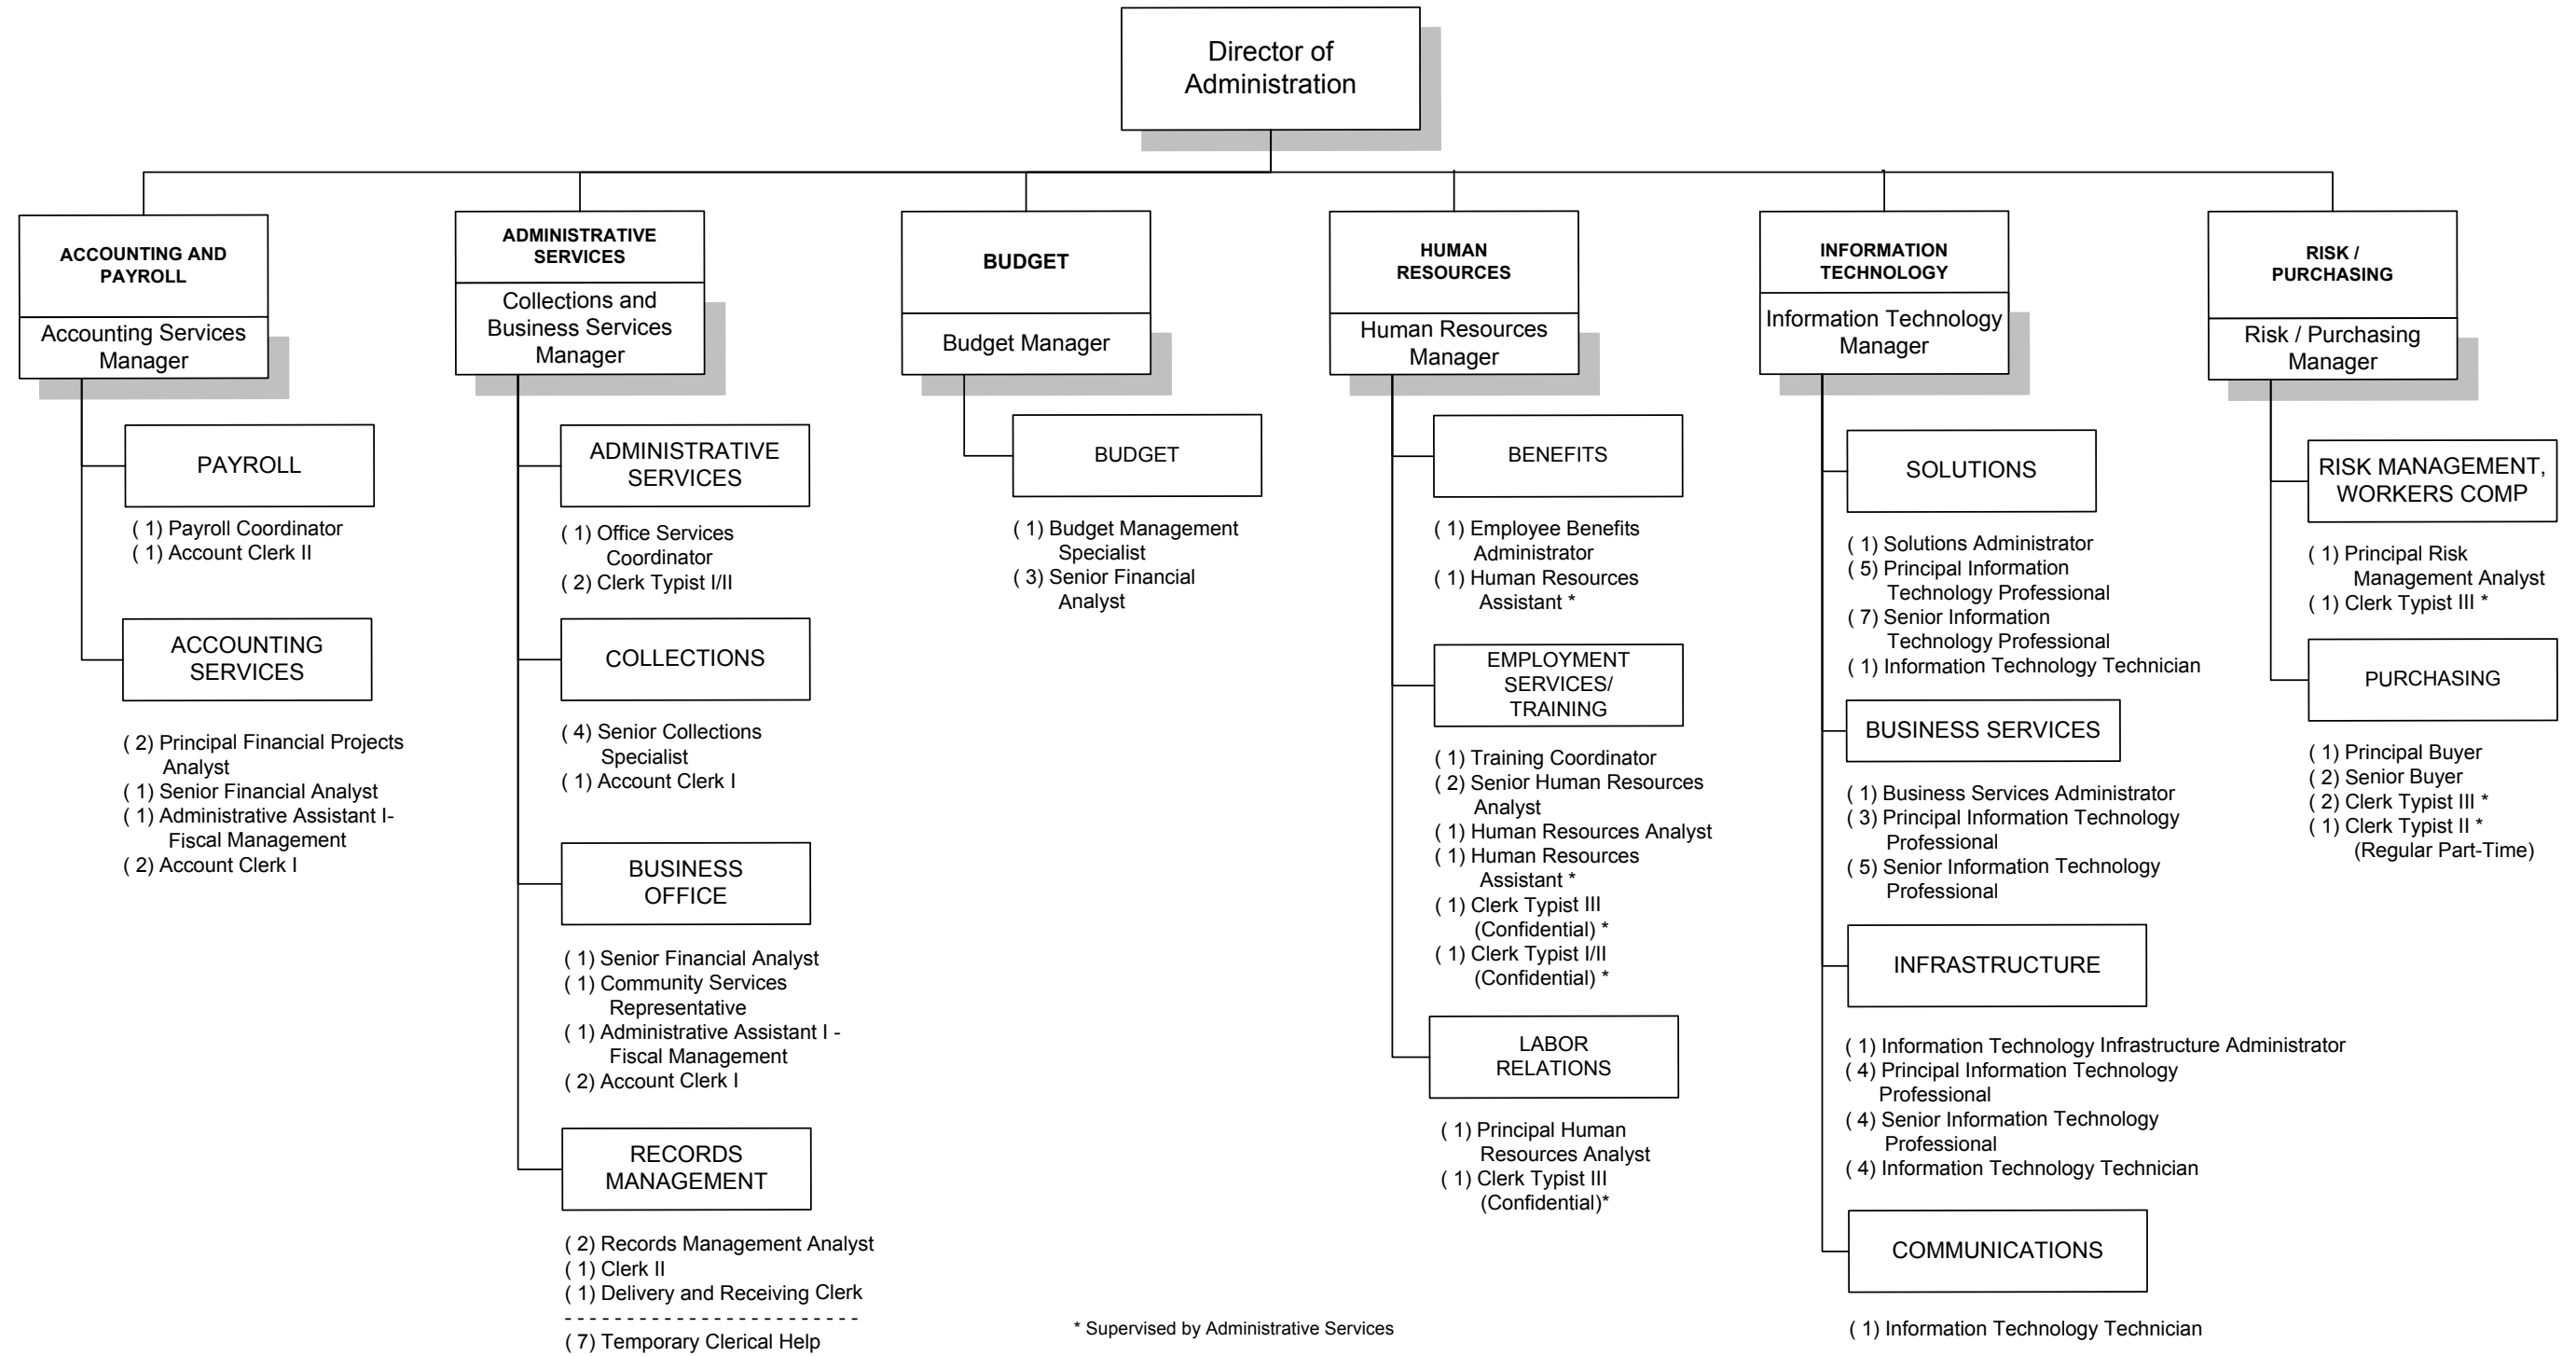 Director of
Administration
ACCOUNTING AND
PAYROLL
Accounting Services
Manager
PAYROLL
( 1) Payroll Coordinator
( 1) Account Clerk II
ACCOUNTING
SERVICES
( 2) Principal Financial Projects
Analyst
( 1) Senior Financial Analyst
( 1) Administrative Assistant I-
Fiscal Management
( 2) Account Clerk I
ADMINISTRATIVE
SERVICES
Collections and
Business Services
Manager
ADMINISTRATIVE
SERVICES
( 1) Office Services
Coordinator
( 2) Clerk Typist I/II
COLLECTIONS
( 4) Senior Collections
Specialist
( 1) Account Clerk I
BUSINESS
OFFICE
( 1) Senior Financial Analyst
( 1) Community Services
Representative
( 1) Administrative Assistant I -
Fiscal Management
( 2) Account Clerk I
RECORDS
MANAGEMENT
( 2) Records Management Analyst
( 1) Clerk II
( 1) Delivery and Receiving Clerk
- - - - - - - - - - - - - - - - - - - - - - - -
( 7) Temporary Clerical Help
BUDGET
Budget Manager
BUDGET
( 1) Budget Management
Specialist
( 3) Senior Financial
Analyst
HUMAN
RESOURCES
Human Resources
Manager
BENEFITS
( 1) Employee Benefits
Administrator
( 1) Human Resources
Assistant *
EMPLOYMENT
SERVICES/
TRAINING
( 1) Training Coordinator
( 2) Senior Human Resources
Analyst
( 1) Human Resources Analyst
( 1) Human Resources
Assistant *
( 1) Clerk Typist III
(Confidential) *
( 1) Clerk Typist I/II
(Confidential) *
LABOR
RELATIONS
( 1) Principal Human
Resources Analyst
( 1) Clerk Typist III
(Confidential)*
INFORMATION
TECHNOLOGY
Information Technology
Manager
SOLUTIONS
( 1) Solutions Administrator
( 5) Principal Information
Technology Professional
( 7) Senior Information
Technology Professional
( 1) Information Technology Technician
BUSINESS SERVICES
( 1) Business Services Administrator
( 3) Principal Information Technology
Professional
( 5) Senior Information Technology
Professional
INFRASTRUCTURE
( 1) Information Technology Infrastructure Administrator
( 4) Principal Information Technology
Professional
( 4) Senior Information Technology
Professional
( 4) Information Technology Technician
COMMUNICATIONS
( 1) Information Technology Technician
RISK /
PURCHASING
Risk / Purchasing
Manager
RISK MANAGEMENT,
WORKERS COMP
( 1) Principal Risk
Management Analyst
( 1) Clerk Typist III *
PURCHASING
( 1) Principal Buyer
( 2) Senior Buyer
( 2) Clerk Typist III *
( 1) Clerk Typist II *
(Regular Part-Time)
* Supervised by Administrative Services